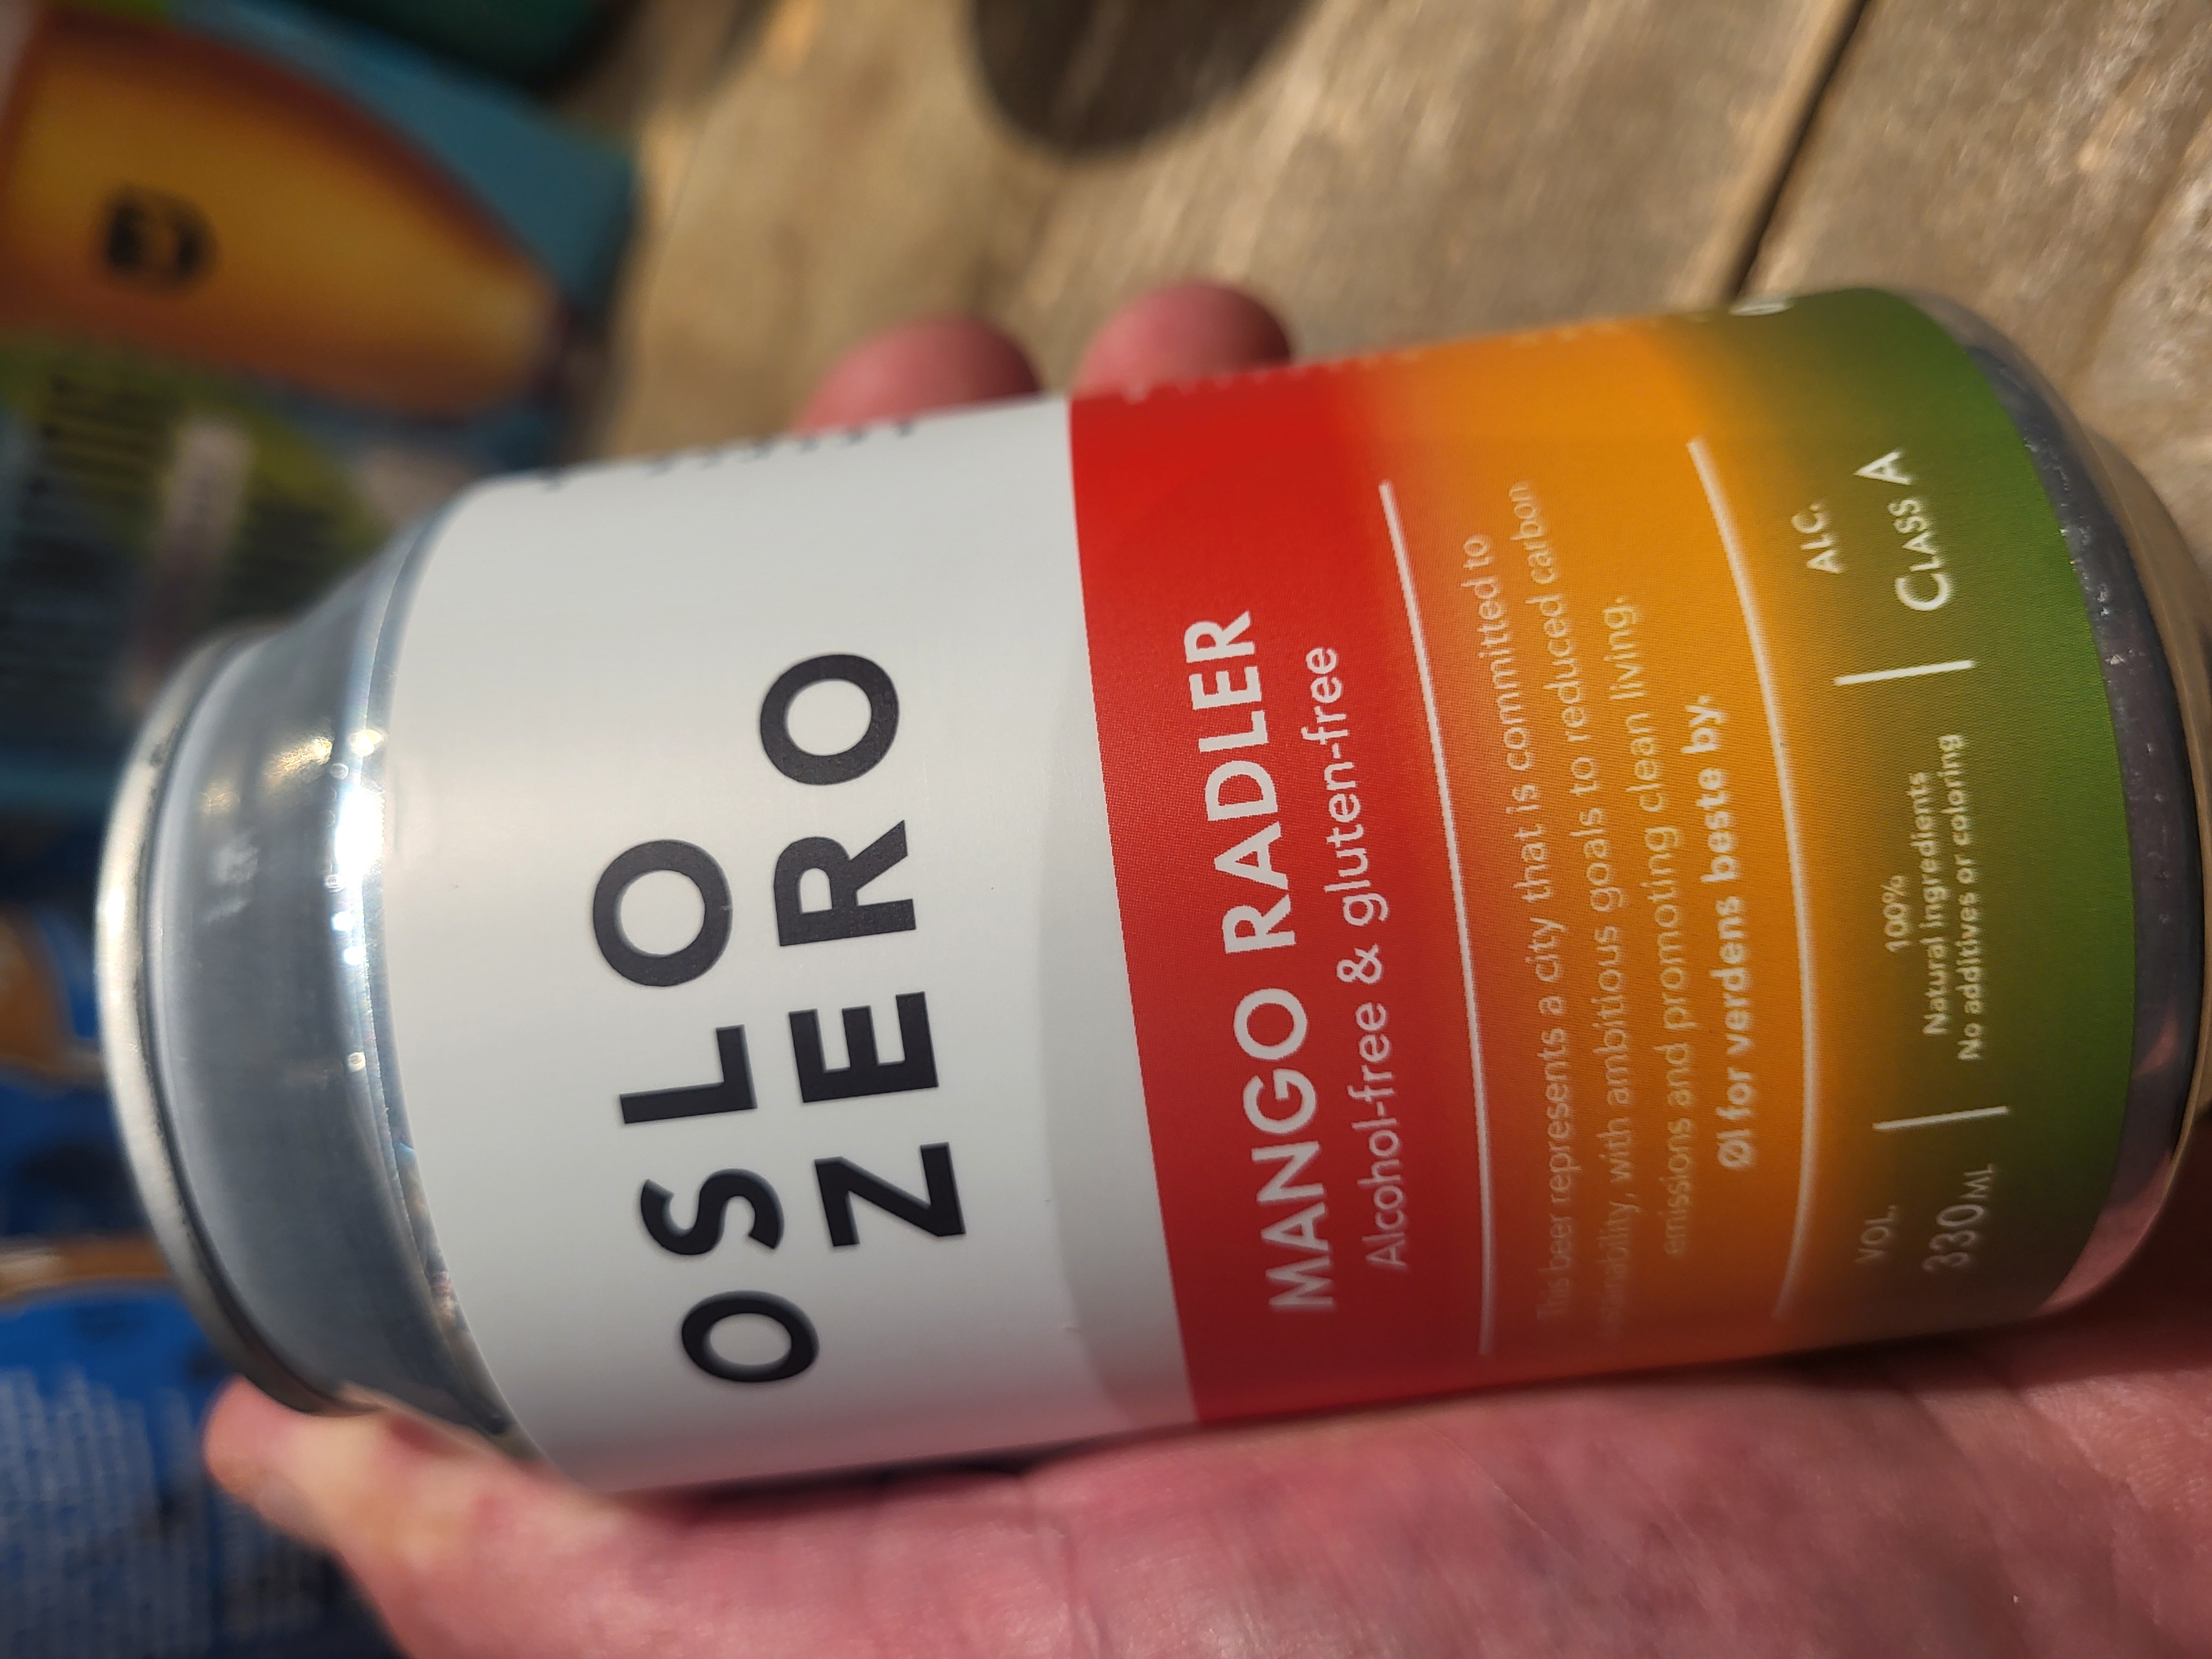 OSLO
ZERO
MANGO RADLER
Alcohol-free & gluten-free
This beer represents a city that is committed to
with ambitious goals to reduced carbon
emissions and promoting clean living.
Øl for verdens beste by.
VOL.
330ML
100%
Natural ingredients
No additives or coloring
ALC.
CLASS A